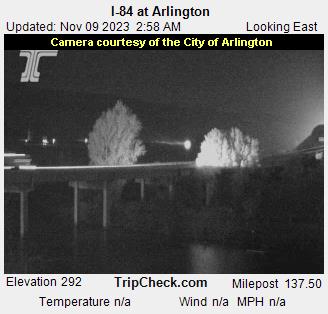 I-84 at Arlington
Updated: Nov 09 2023 2:58 AM Looking East
Camera courtesy of the City of Arlington
Elevation 292 TripCheck.com Milepost 137.50
Temperature n/a Wind n/a MPH n/a